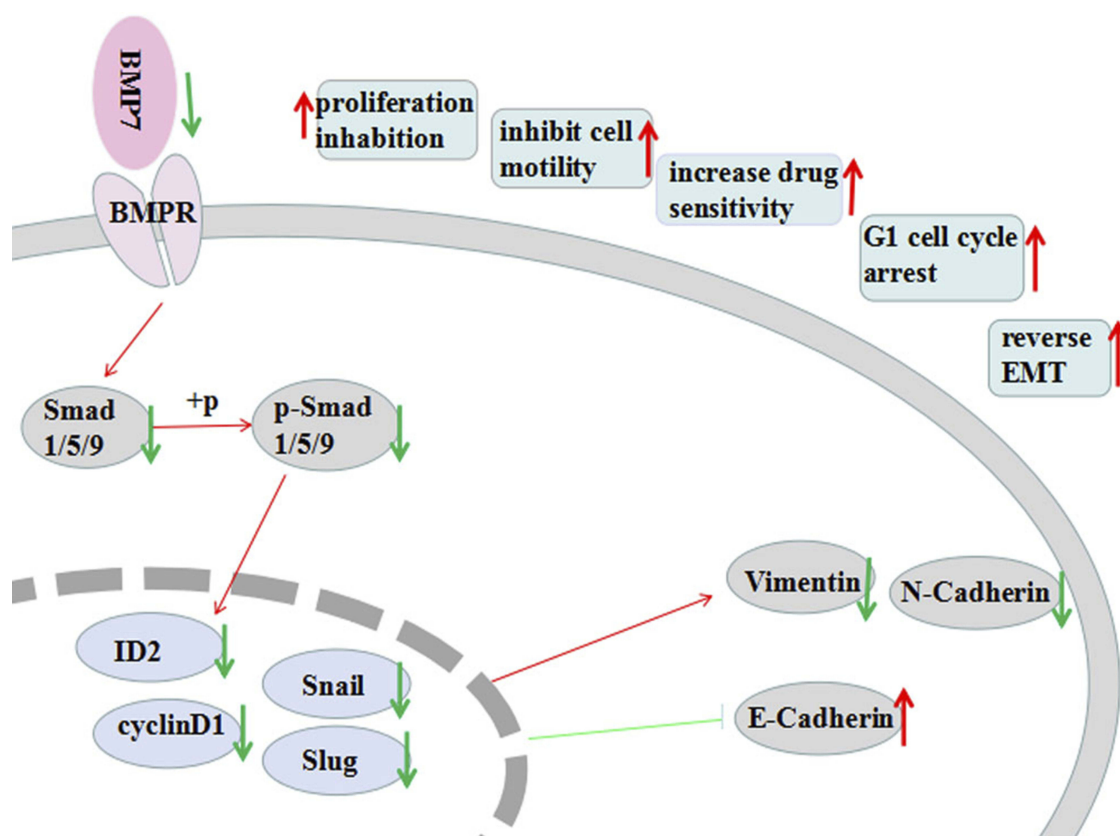 BMP7
proliferation
inhabition
inhibit cell
motility
increase drug
sensitivity
BMPR
G1 cell cycle
arrest
reverse
EMT
Smad
1/5/9
+p
p-Smad
1/5/9
Vimentin
N-Cadherin
ID2
Snail
cyclinD1
E-Cadherin
Slug